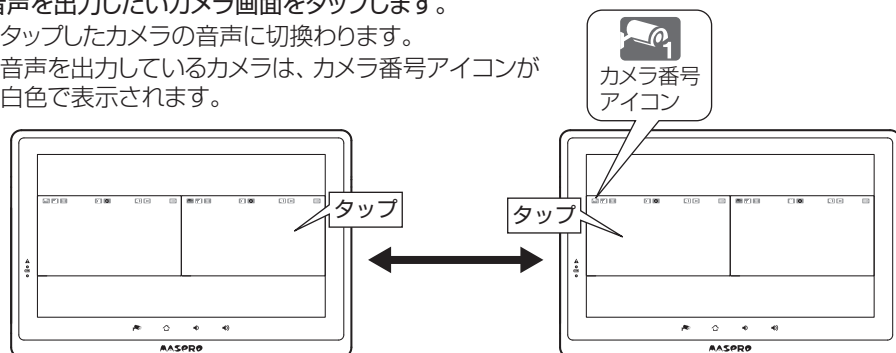 音声を出力したいカメラ画面をタップします。
タップしたカメラの音声に切換わります。
音声を出力しているカメラは、カメラ番号アイコンが
白色で表示されます。
1
カメラ番号
アイコン
タップ
タップ
MASPRO
MASPRO